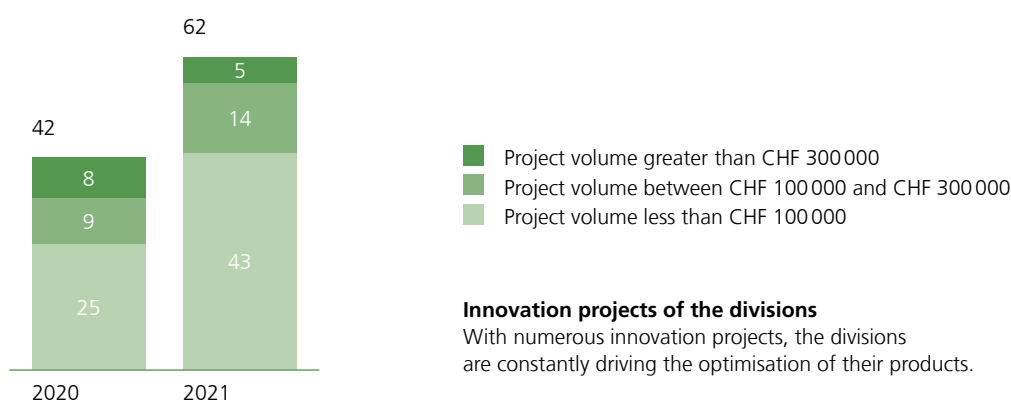 62
5
14
43
42
8
9
25
2020
2021
Project volume greater than CHF 300 000
Project volume between CHF 100 000 and CHF 300 000
Project volume less than CHF 100 000
Innovation projects of the divisions
With numerous innovation projects, the divisions
are constantly driving the optimisation of their products.